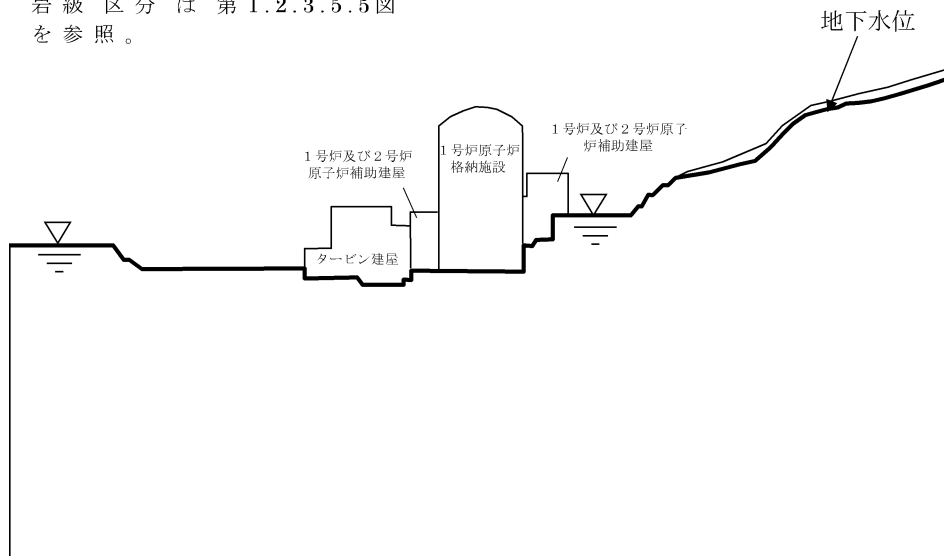 岩級区分は第1.2.3.5.5図
を参照。
地下水位
1号炉及び2号炉
原子炉補助建屋
1号炉原子炉
格納施設
1号炉及び2号炉原子
炉補助建屋
タービン建屋